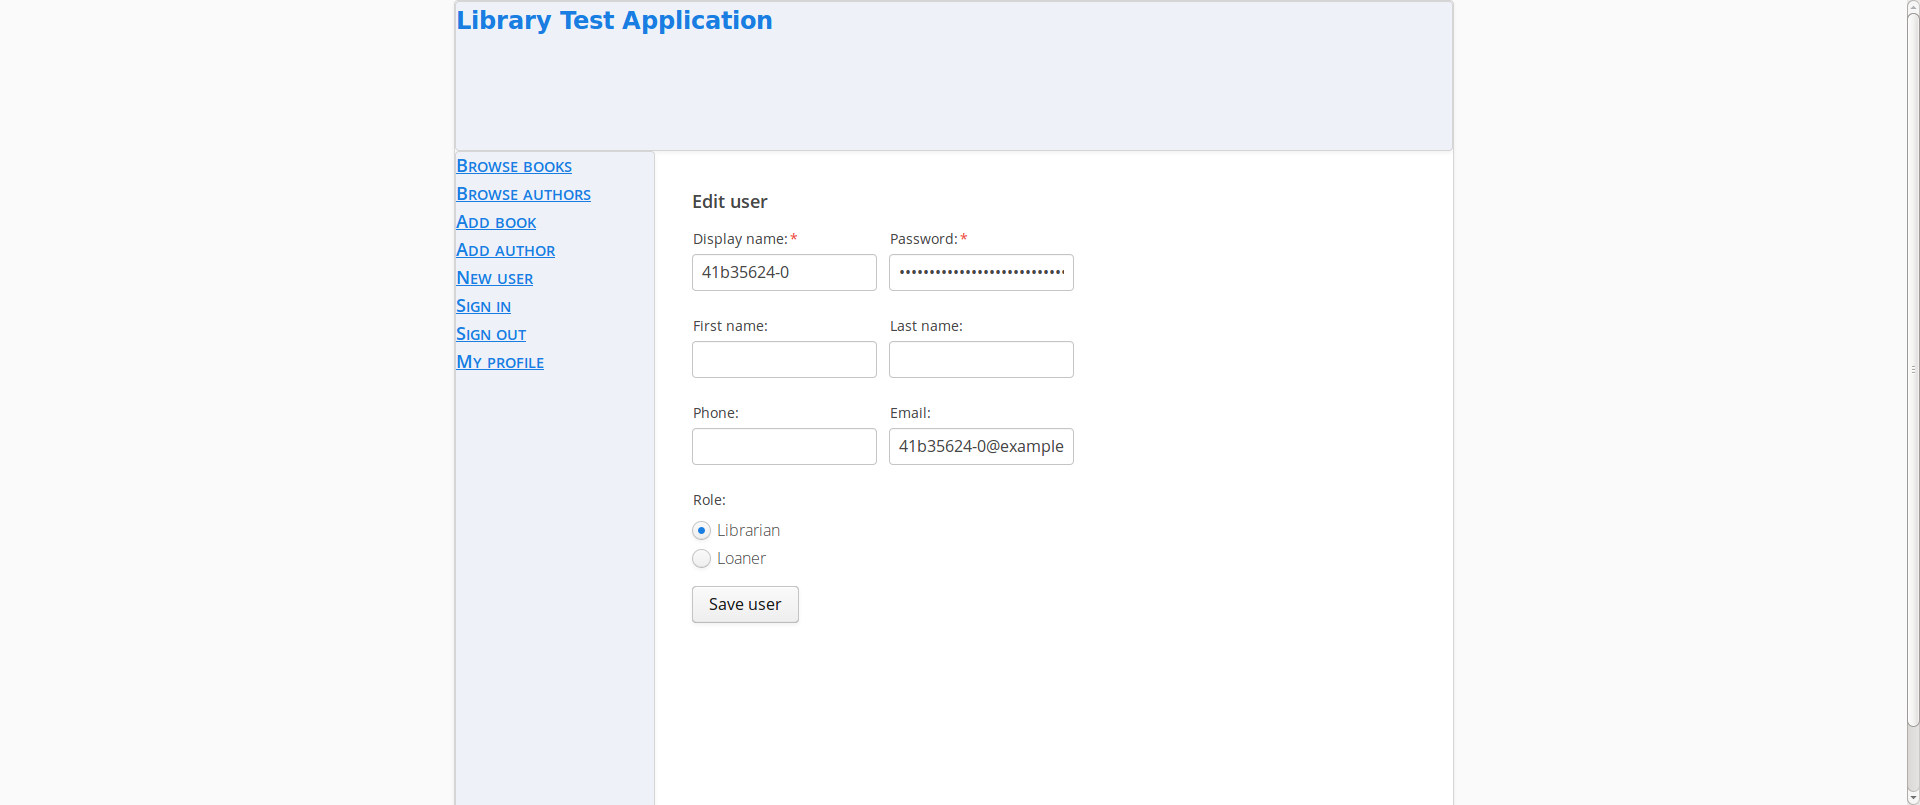 Library Test Application
Browse books
Browse authors
Add book
Add author
New user
Sign in
Sign out
My profile
Edit user
Display name:* Password:*
41b35624-0 ••••••••••••••••••••••••••••
First name: Last name:
Phone: Email:
41b35624-0@example
Role:
Librarian
Loaner
Save user